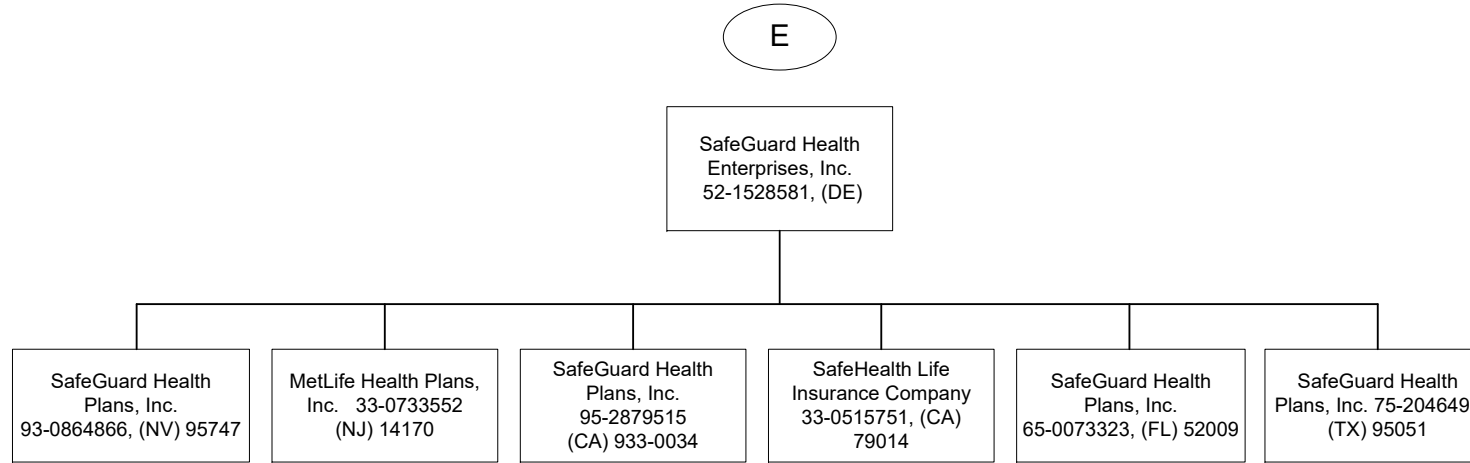 E
SafeGuard Health
Enterprises, Inc.
52-1528581, (DE)
SafeGuard Health
Plans, Inc.
93-0864866, (NV) 95747
MetLife Health Plans,
Inc. 33-0733552
(NJ) 14170
SafeGuard Health
Plans, Inc.
95-2879515
(CA) 933-0034
SafeHealth Life
Insurance Company
33-0515751, (CA)
79014
SafeGuard Health
Plans, Inc.
65-0073323, (FL) 52009
SafeGuard Health
Plans, Inc. 75-204649
(TX) 95051